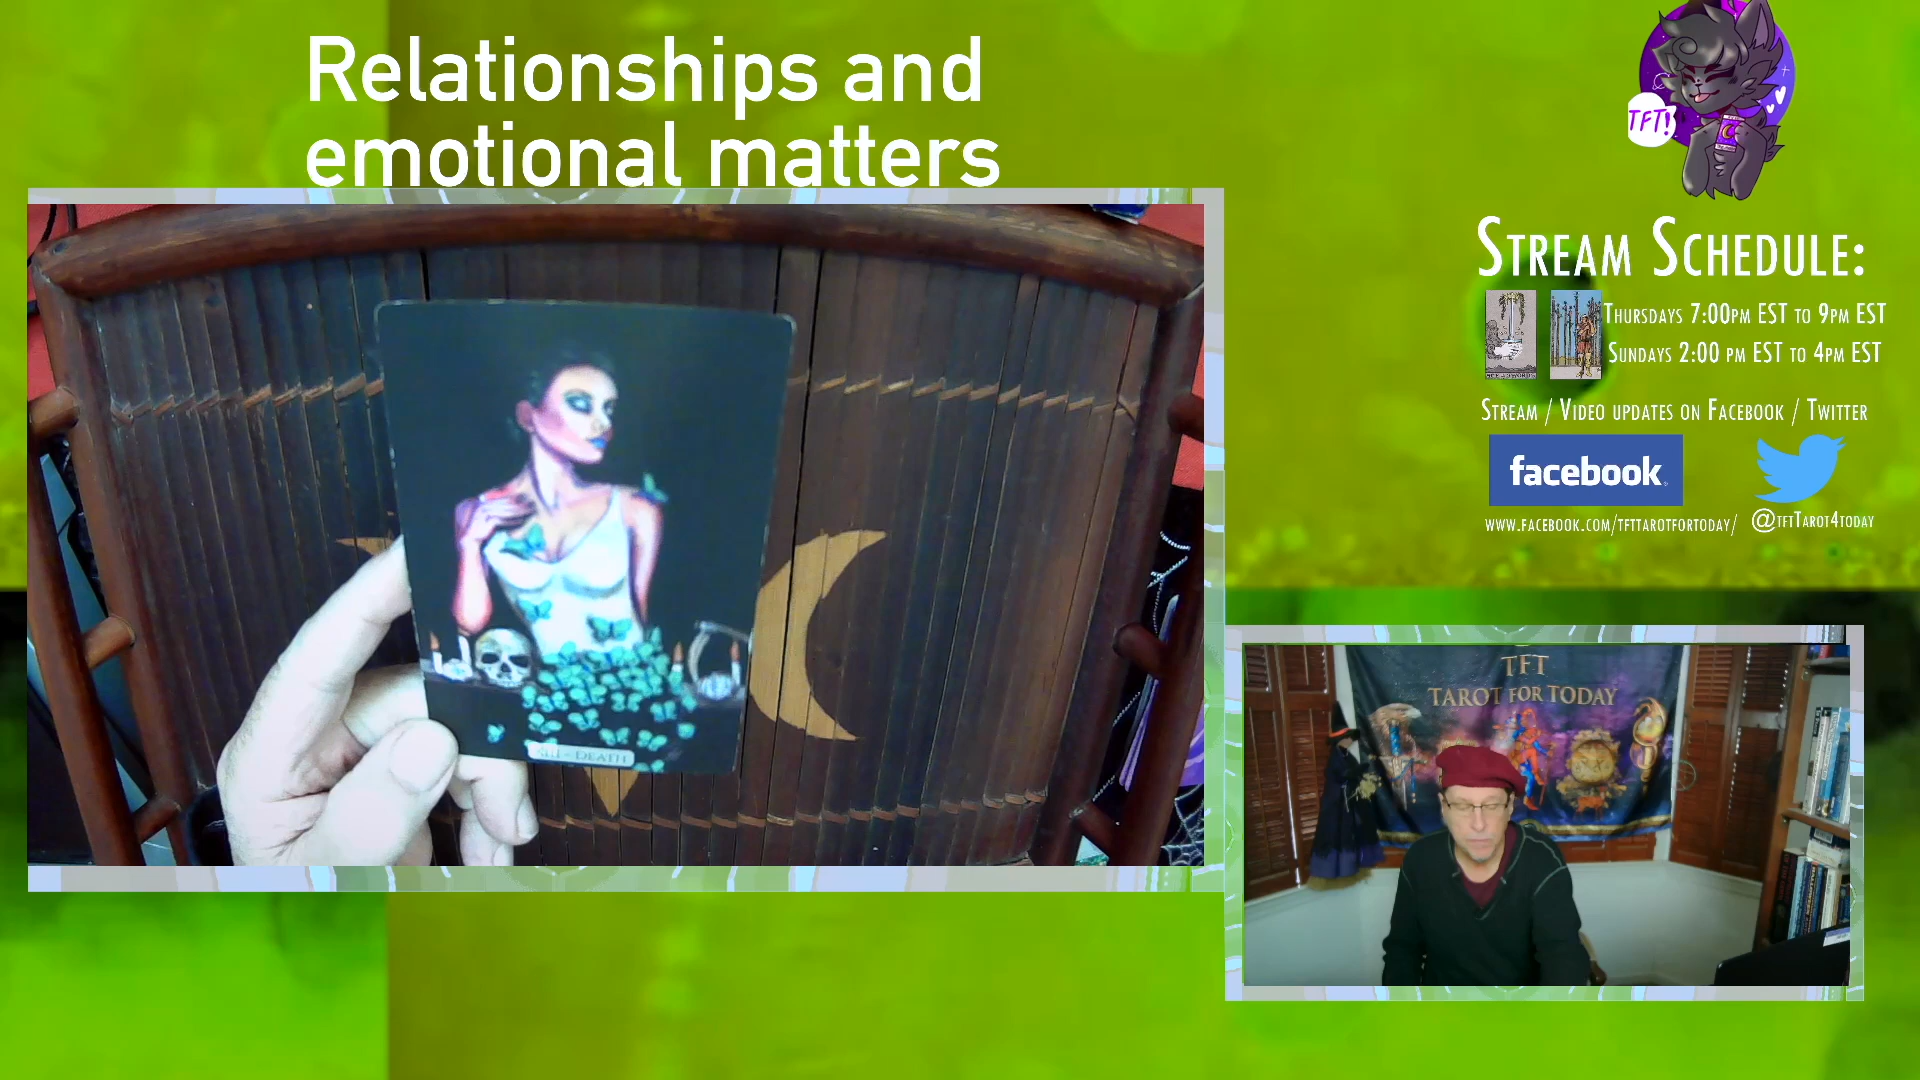 Relationships and
emotional matters
TFT!
STREAM SCHEDULE:
THURSDAYS 7:00PM EST TO 9PM EST
SUNDAYS 2:00 PM EST TO 4PM EST
STREAM / VIDEO UPDATES ON FACEBOOK / TWITTER
facebook
WWW.FACEBOOK.COM/TFTTAROTFORTODAY/
@TFTTAROT4TODAY
- DEATH
TFT
TAROT FOR TODAY